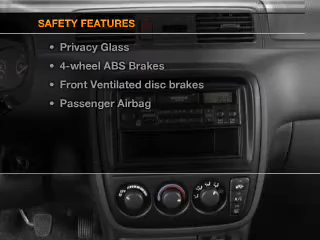 SAFETY FEATURES
• Privacy Glass
• 4-wheel ABS Brakes
• Front Ventilated disc brakes
• Passenger Airbag